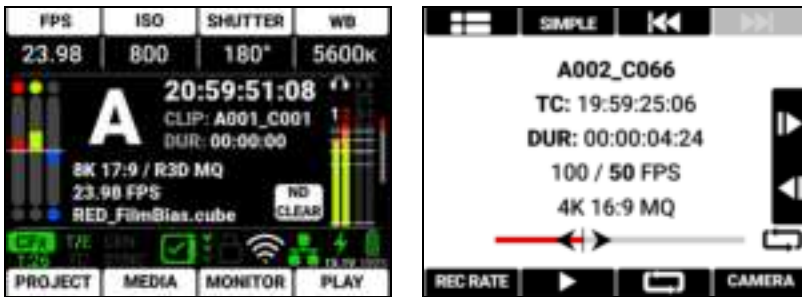 FPS ISO SHUTTER WB
23.98 800 180° 5600K
20:59:51:08
A
CLIP: A001_C001
DUR: 00:00:00
8K 17:9 / R3D MQ
23.98 FPS
RED_FilmBias.cube
ND
CLEAR
CFX T/E
PROJECT MEDIA MONITOR PLAY
SIMPLE
A002_C066
TC: 19:59:25:06
DUR: 00:00:04:24
100 / 50 FPS
4K 16:9 MQ
REC RATE CAMERA